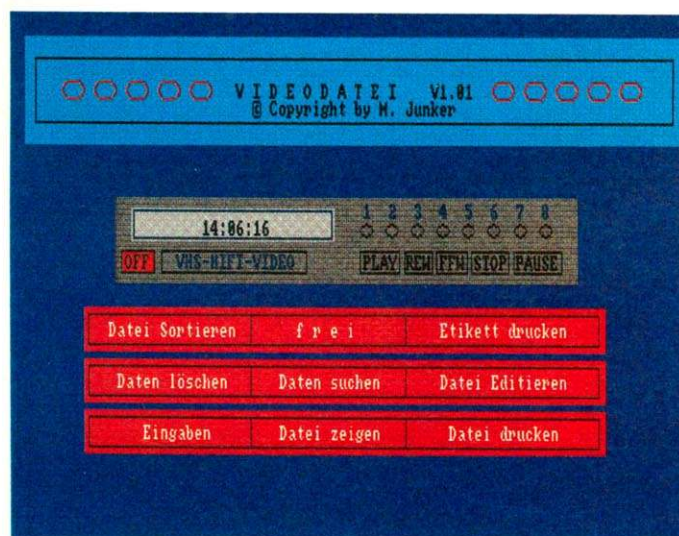 V I D E O D A T E I V1.01
© Copyright by M. Junker
1 2 3 4 5 6 7 8
14:06:16
OFF VHS-HIFI-VIDEO PLAY REW FFW STOP PAUSE
Datei Sortieren f r e i Etikett drucken
Daten löschen Daten suchen Datei Editieren
Eingaben Datei zeigen Datei drucken